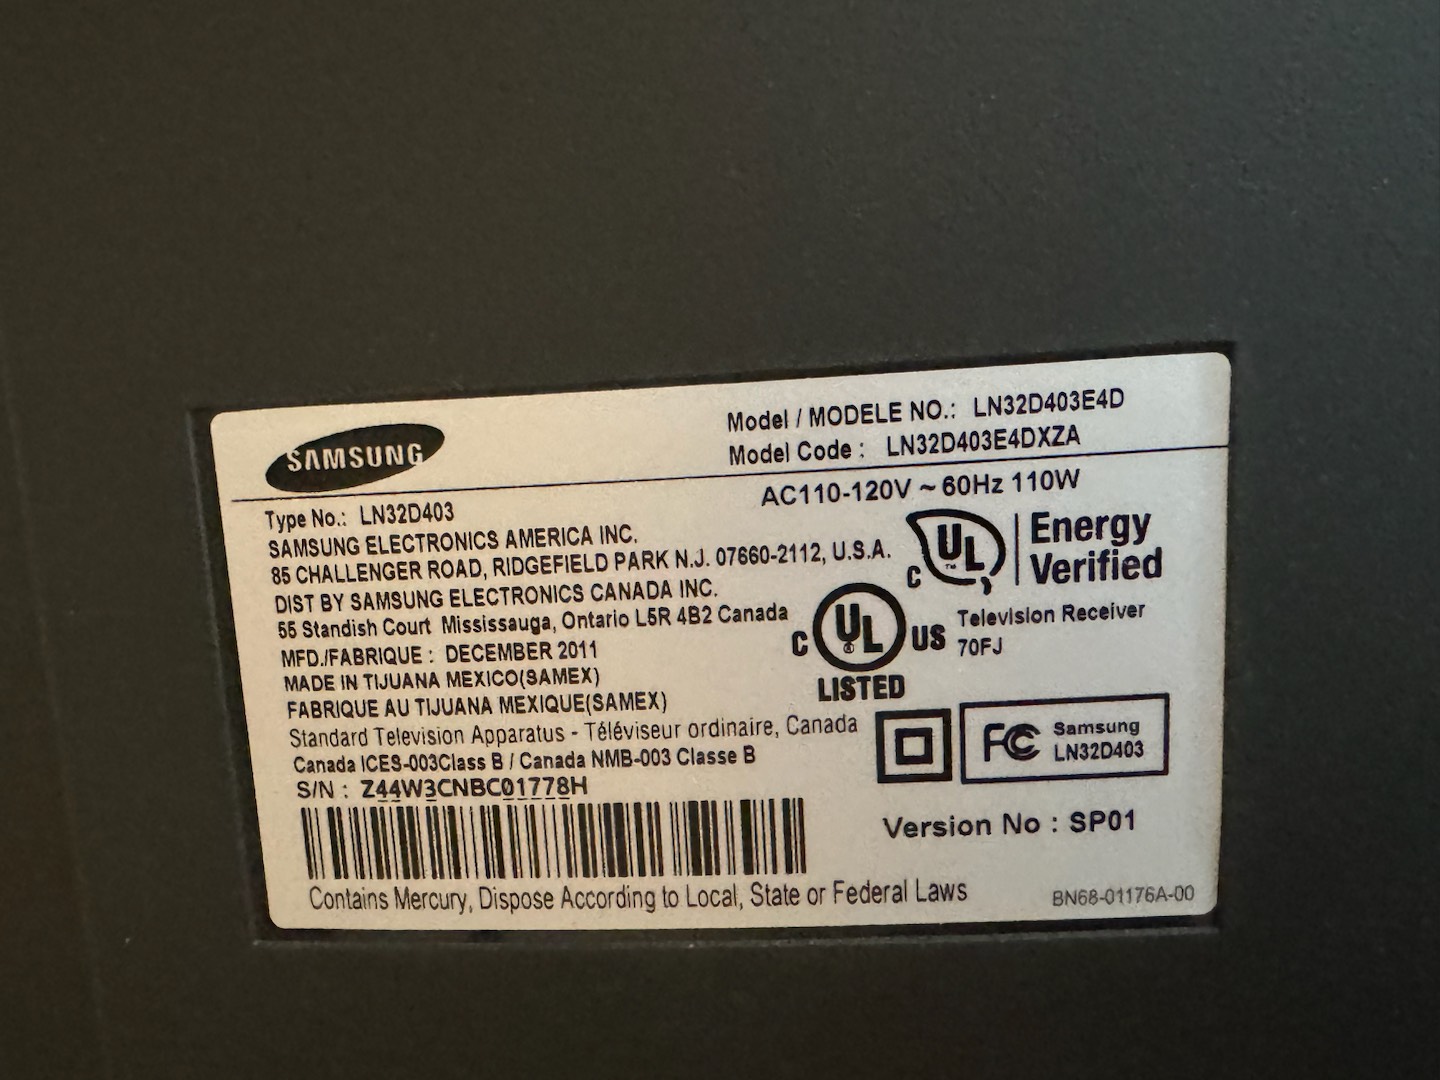 SAMSUNG
Model / MODELE NO.: LN32D403E4D
Model Code : LN32D403E4DXZA
AC110-120V ~ 60Hz 110W
Type No.: LN32D403
SAMSUNG ELECTRONICS AMERICA INC.
85 CHALLENGER ROAD, RIDGEFIELD PARK N.J. 07660-2112, U.S.A.
DIST BY SAMSUNG ELECTRONICS CANADA INC.
55 Standish Court Mississauga, Ontario L5R 4B2 Canada
MFD./FABRIQUE : DECEMBER 2011
MADE IN TIJUANA MEXICO(SAMEX)
FABRIQUE AU TIJUANA MEXIQUE(SAMEX)
Standard Television Apparatus - Téléviseur ordinaire, Canada
Canada ICES-003Class B / Canada NMB-003 Classe B
S/N : Z44W3CNBC01778H
Contains Mercury, Dispose According to Local, State or Federal Laws
C UL ™ Energy
Verified
C UL ® US
LISTED
Television Receiver
70FJ
FC Samsung
LN32D403
Version No : SP01
BN68-01176A-00